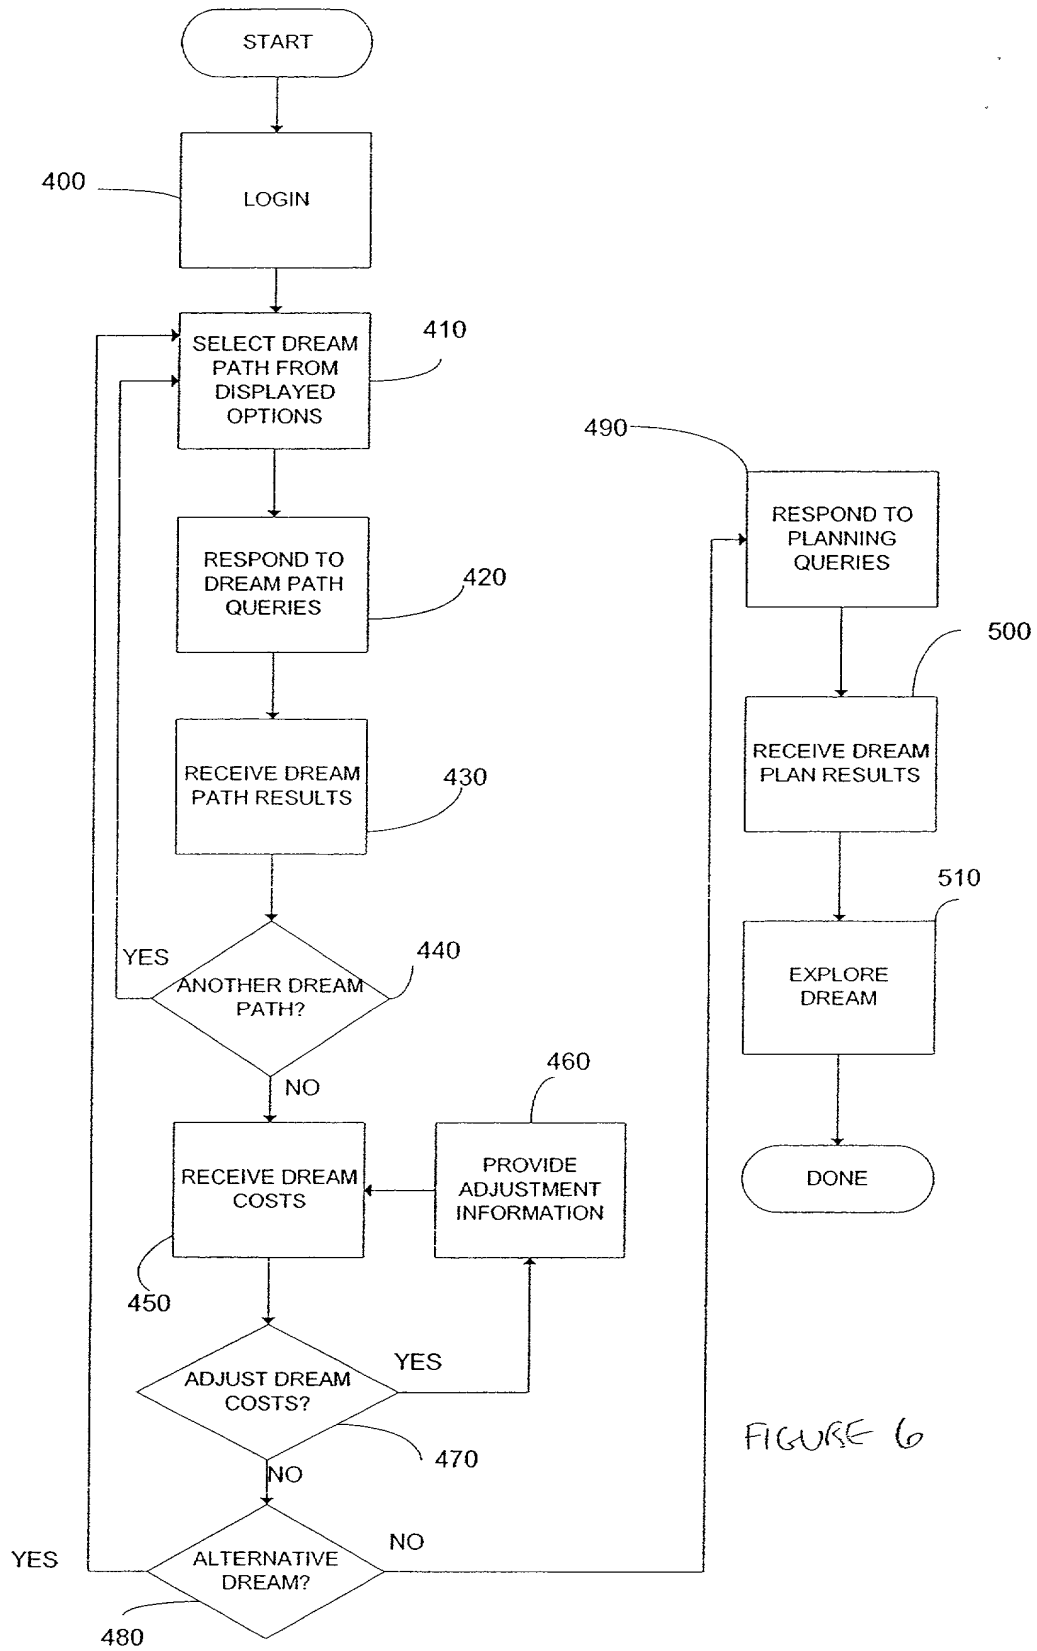 START
400
LOGIN
410
SELECT DREAM
PATH FROM
DISPLAYED
OPTIONS
420
RESPOND TO
DREAM PATH
QUERIES
430
RECEIVE DREAM
PATH RESULTS
YES
440
ANOTHER DREAM
PATH?
NO
460
RECEIVE DREAM
COSTS
PROVIDE
ADJUSTMENT
INFORMATION
450
YES
ADJUST DREAM
COSTS?
470
NO
YES
NO
ALTERNATIVE
DREAM?
480
490
RESPOND TO
PLANNING
QUERIES
500
RECEIVE DREAM
PLAN RESULTS
510
EXPLORE
DREAM
DONE
FIGURE 6